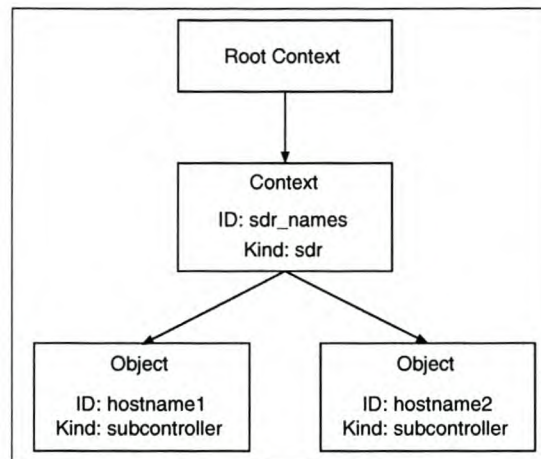 Root Context
Context
ID: sdr_names
Kind: sdr
Object
ID: hostname1
Kind: subcontroller
Object
ID: hostname2
Kind: subcontroller